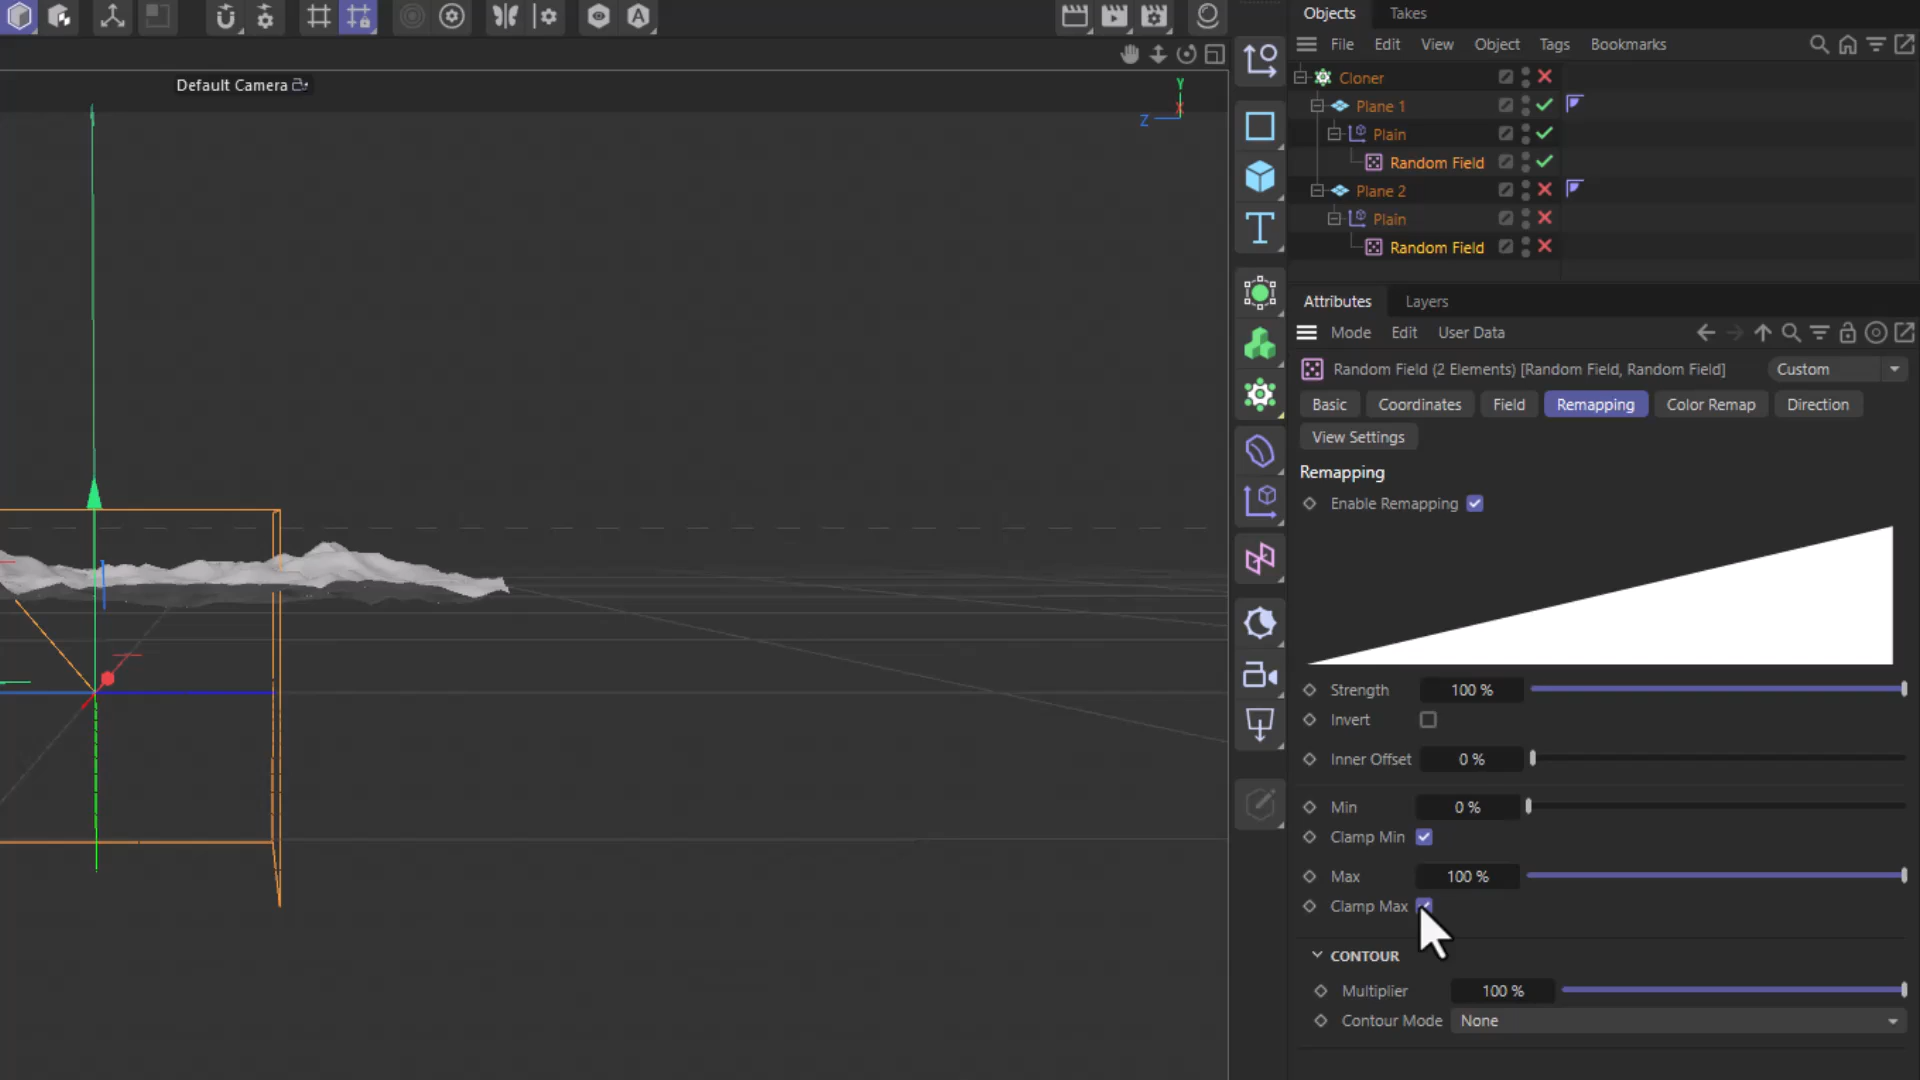 Objects Takes
File Edit View Object Tags Bookmarks
Default Camera
Y
X
Z
Cloner
Plane 1
Plain
Random Field
Plane 2
Plain
Random Field
Attributes Layers
Mode Edit User Data
Random Field (2 Elements) [Random Field, Random Field] Custom
Basic Coordinates Field Remapping Color Remap Direction
View Settings
Remapping
Enable Remapping
Strength 100 %
Invert
Inner Offset 0 %
Min 0 %
Clamp Min
Max 100 %
Clamp Max
CONTOUR
Multiplier 100 %
Contour Mode None